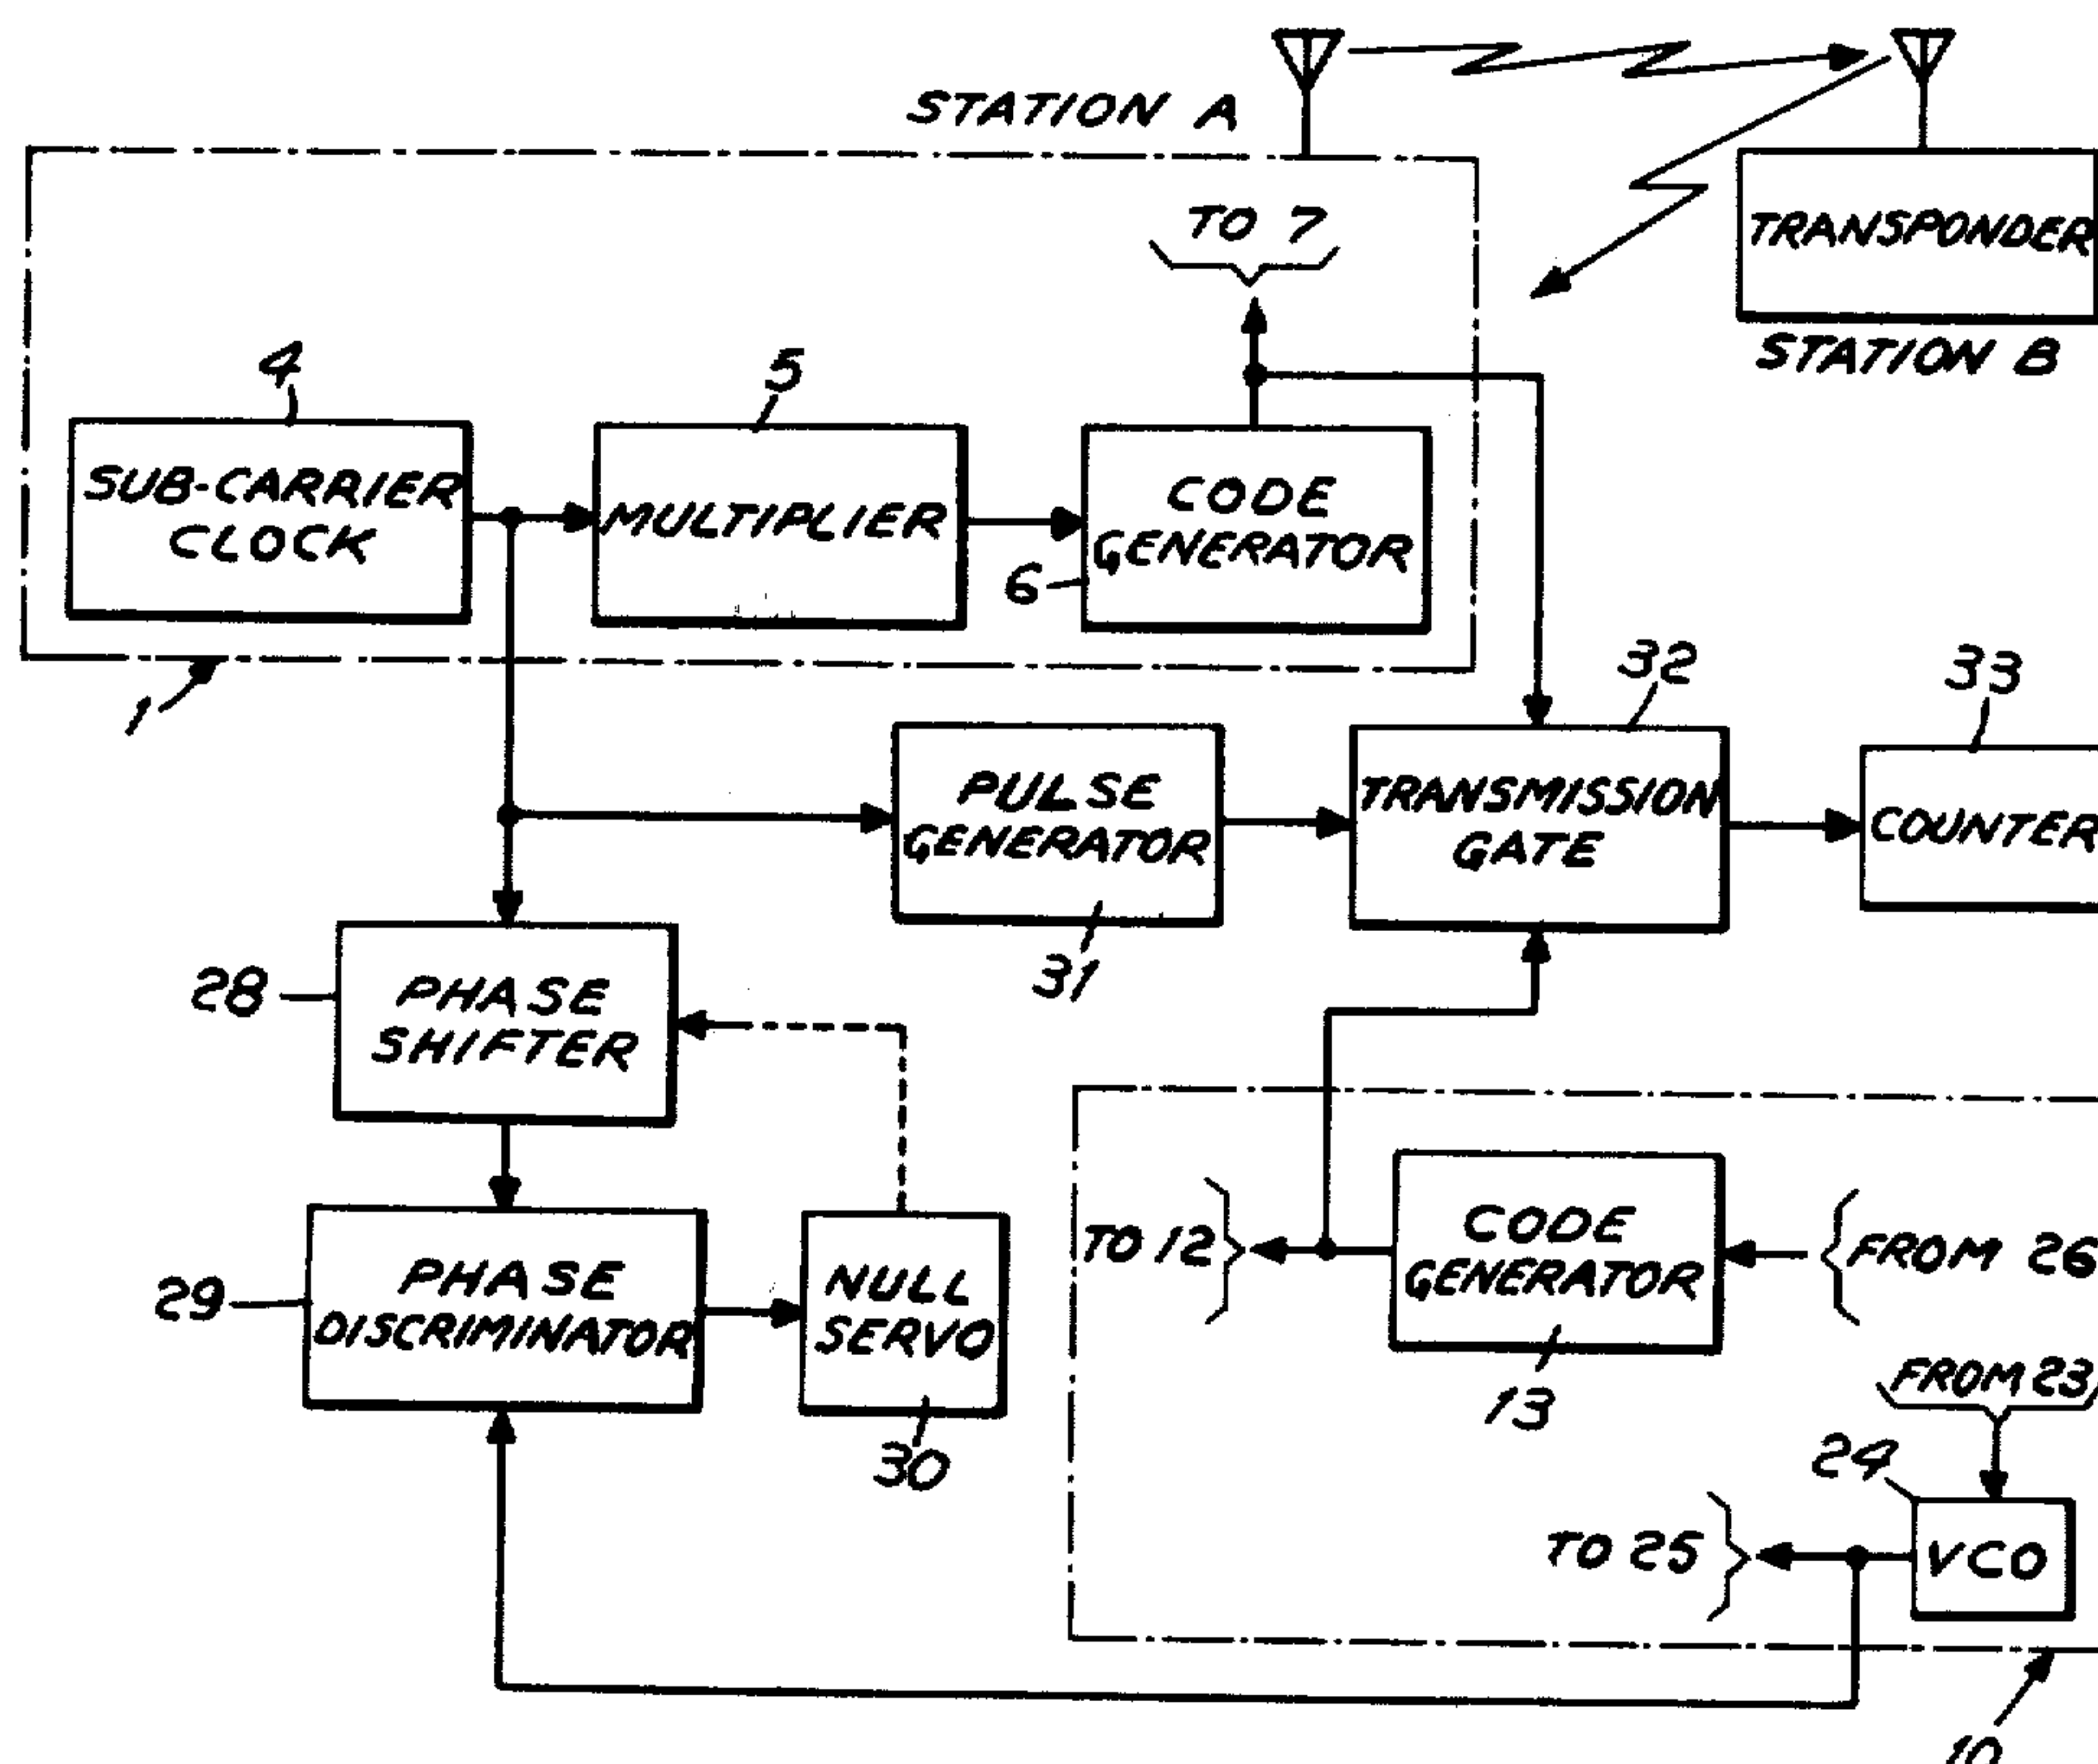 STATION A
TO 7
TRANSPONDER
STATION B
4
5
SUB-CARRIER
CLOCK
MULTIPLIER
CODE
GENERATOR
6
1
32
33
PULSE
GENERATOR
TRANSMISSION
GATE
COUNTER
31
28
PHASE
SHIFTER
TO 12
CODE
GENERATOR
FROM 26
13
29
PHASE
DISCRIMINATOR
NULL
SERVO
30
FROM 23
24
TO 25
VCO
10